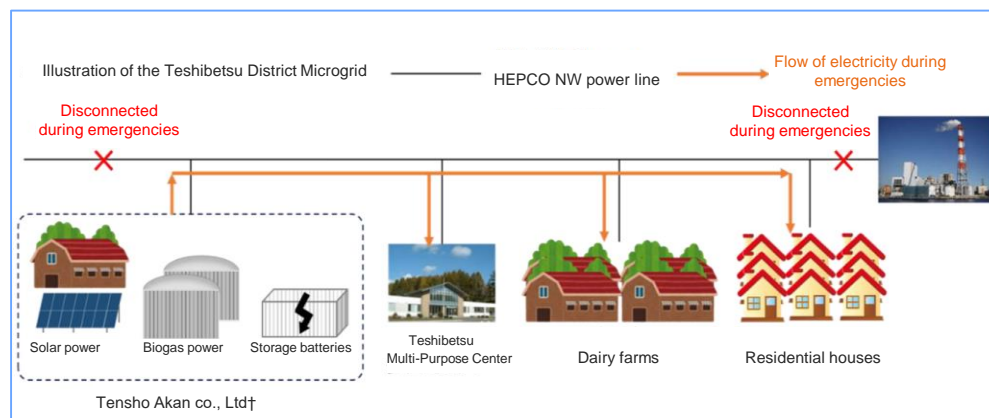 Illustration of the Teshibetsu District Microgrid
HEPCO NW power line
Flow of electricity during
emergencies
Disconnected
during emergencies
Disconnected
during emergencies
Solar power
Biogas power
Storage batteries
Teshibetsu
Multi-Purpose Center
Dairy farms
Residential houses
Tensho Akan co., Ltd†